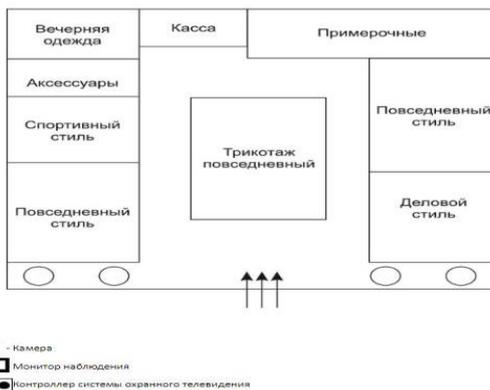 Вечерняя
одежда
Касса
Примерочные
Аксессуары
Спортивный
стиль
Повседневный
стиль
Трикотаж
повседневный
Повседневный
стиль
Деловой
стиль
- Камера
Монитор наблюдения
Контроллер системы охранного телевидения